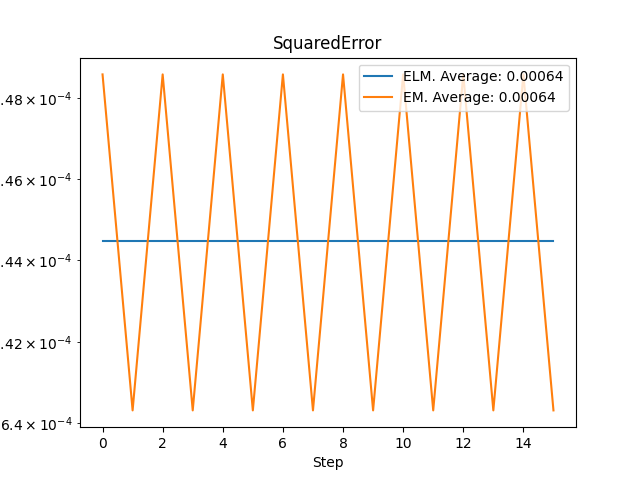 SquaredError
ELM. Average: 0.00064
EM. Average: 0.00064
.48 × 10⁻⁴
.46 × 10⁻⁴
.44 × 10⁻⁴
.42 × 10⁻⁴
6.4 × 10⁻⁴
0 2 4 6 8 10 12 14
Step